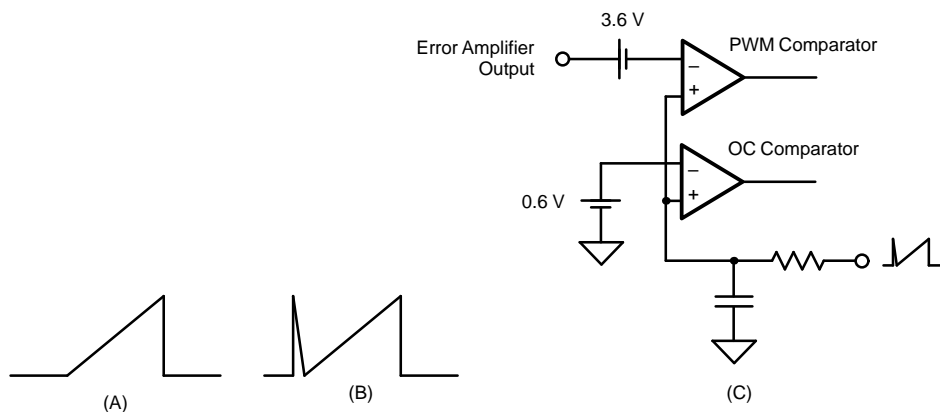 3.6 V
Error Amplifier
Output
PWM Comparator
−
+
OC Comparator
−
+
0.6 V
(A)
(B)
(C)